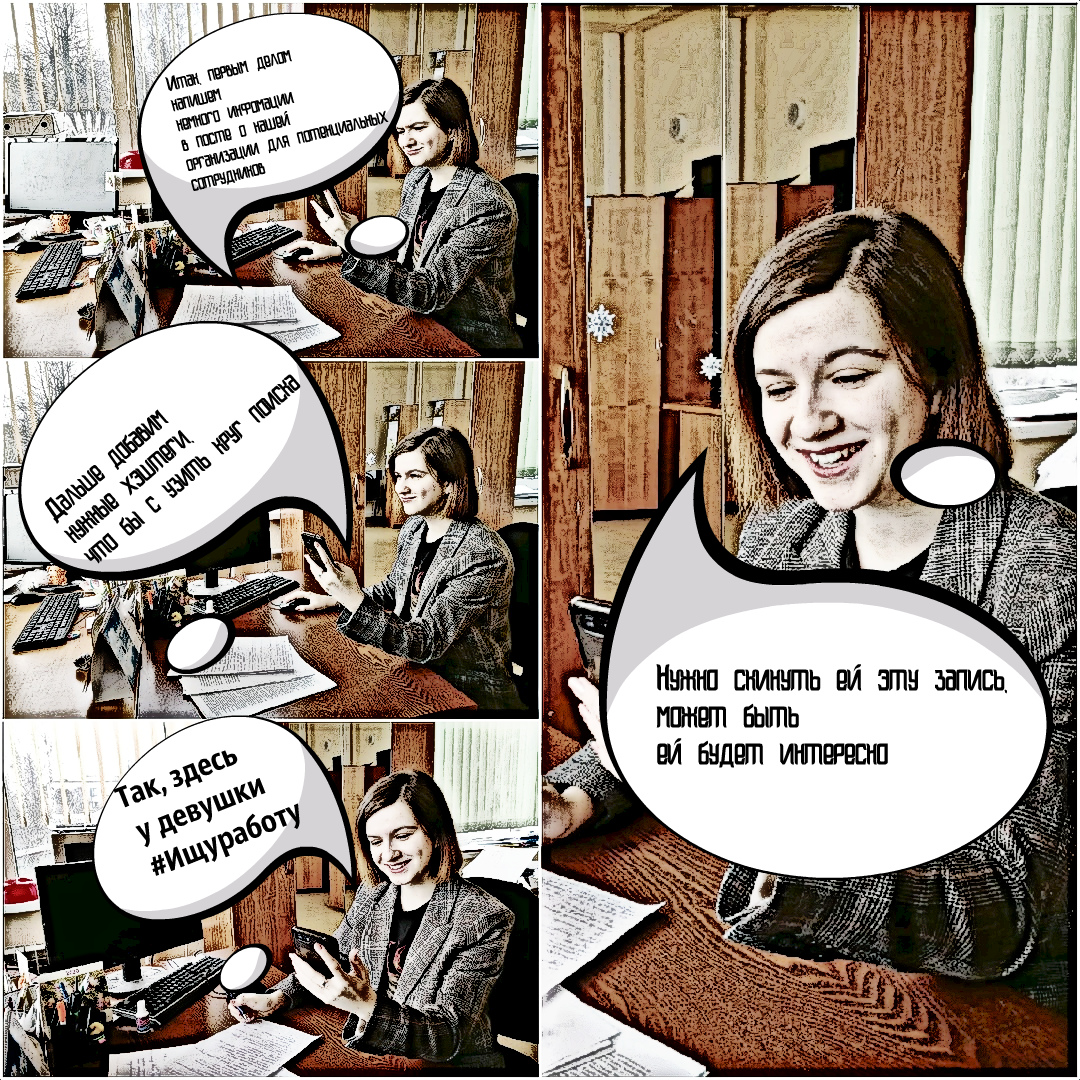 Итак, первым делом
напишем
немного инфромации
в посте о нашей
организации для потенциальных
сотрудников
Дальше добавим
нужные хэштеги,
что бы с узить круг поиска
Так, здесь
у девушки
#Ищуработу
Нужно скинуть ей эту запись,
может быть
ей будет интересно